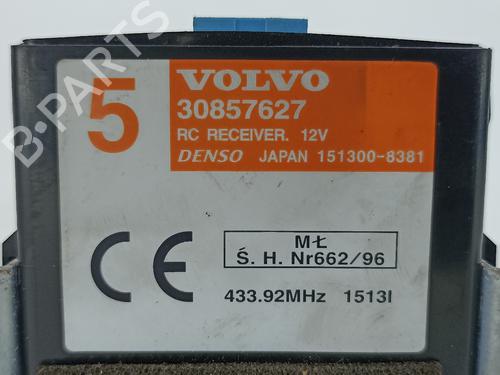 5
VOLVO
30857627
RC RECEIVER. 12V
DENSO JAPAN 151300-8381
CE
MŁ
Ś. H. Nr662/96
433.92MHz 1513I
B-PARTS